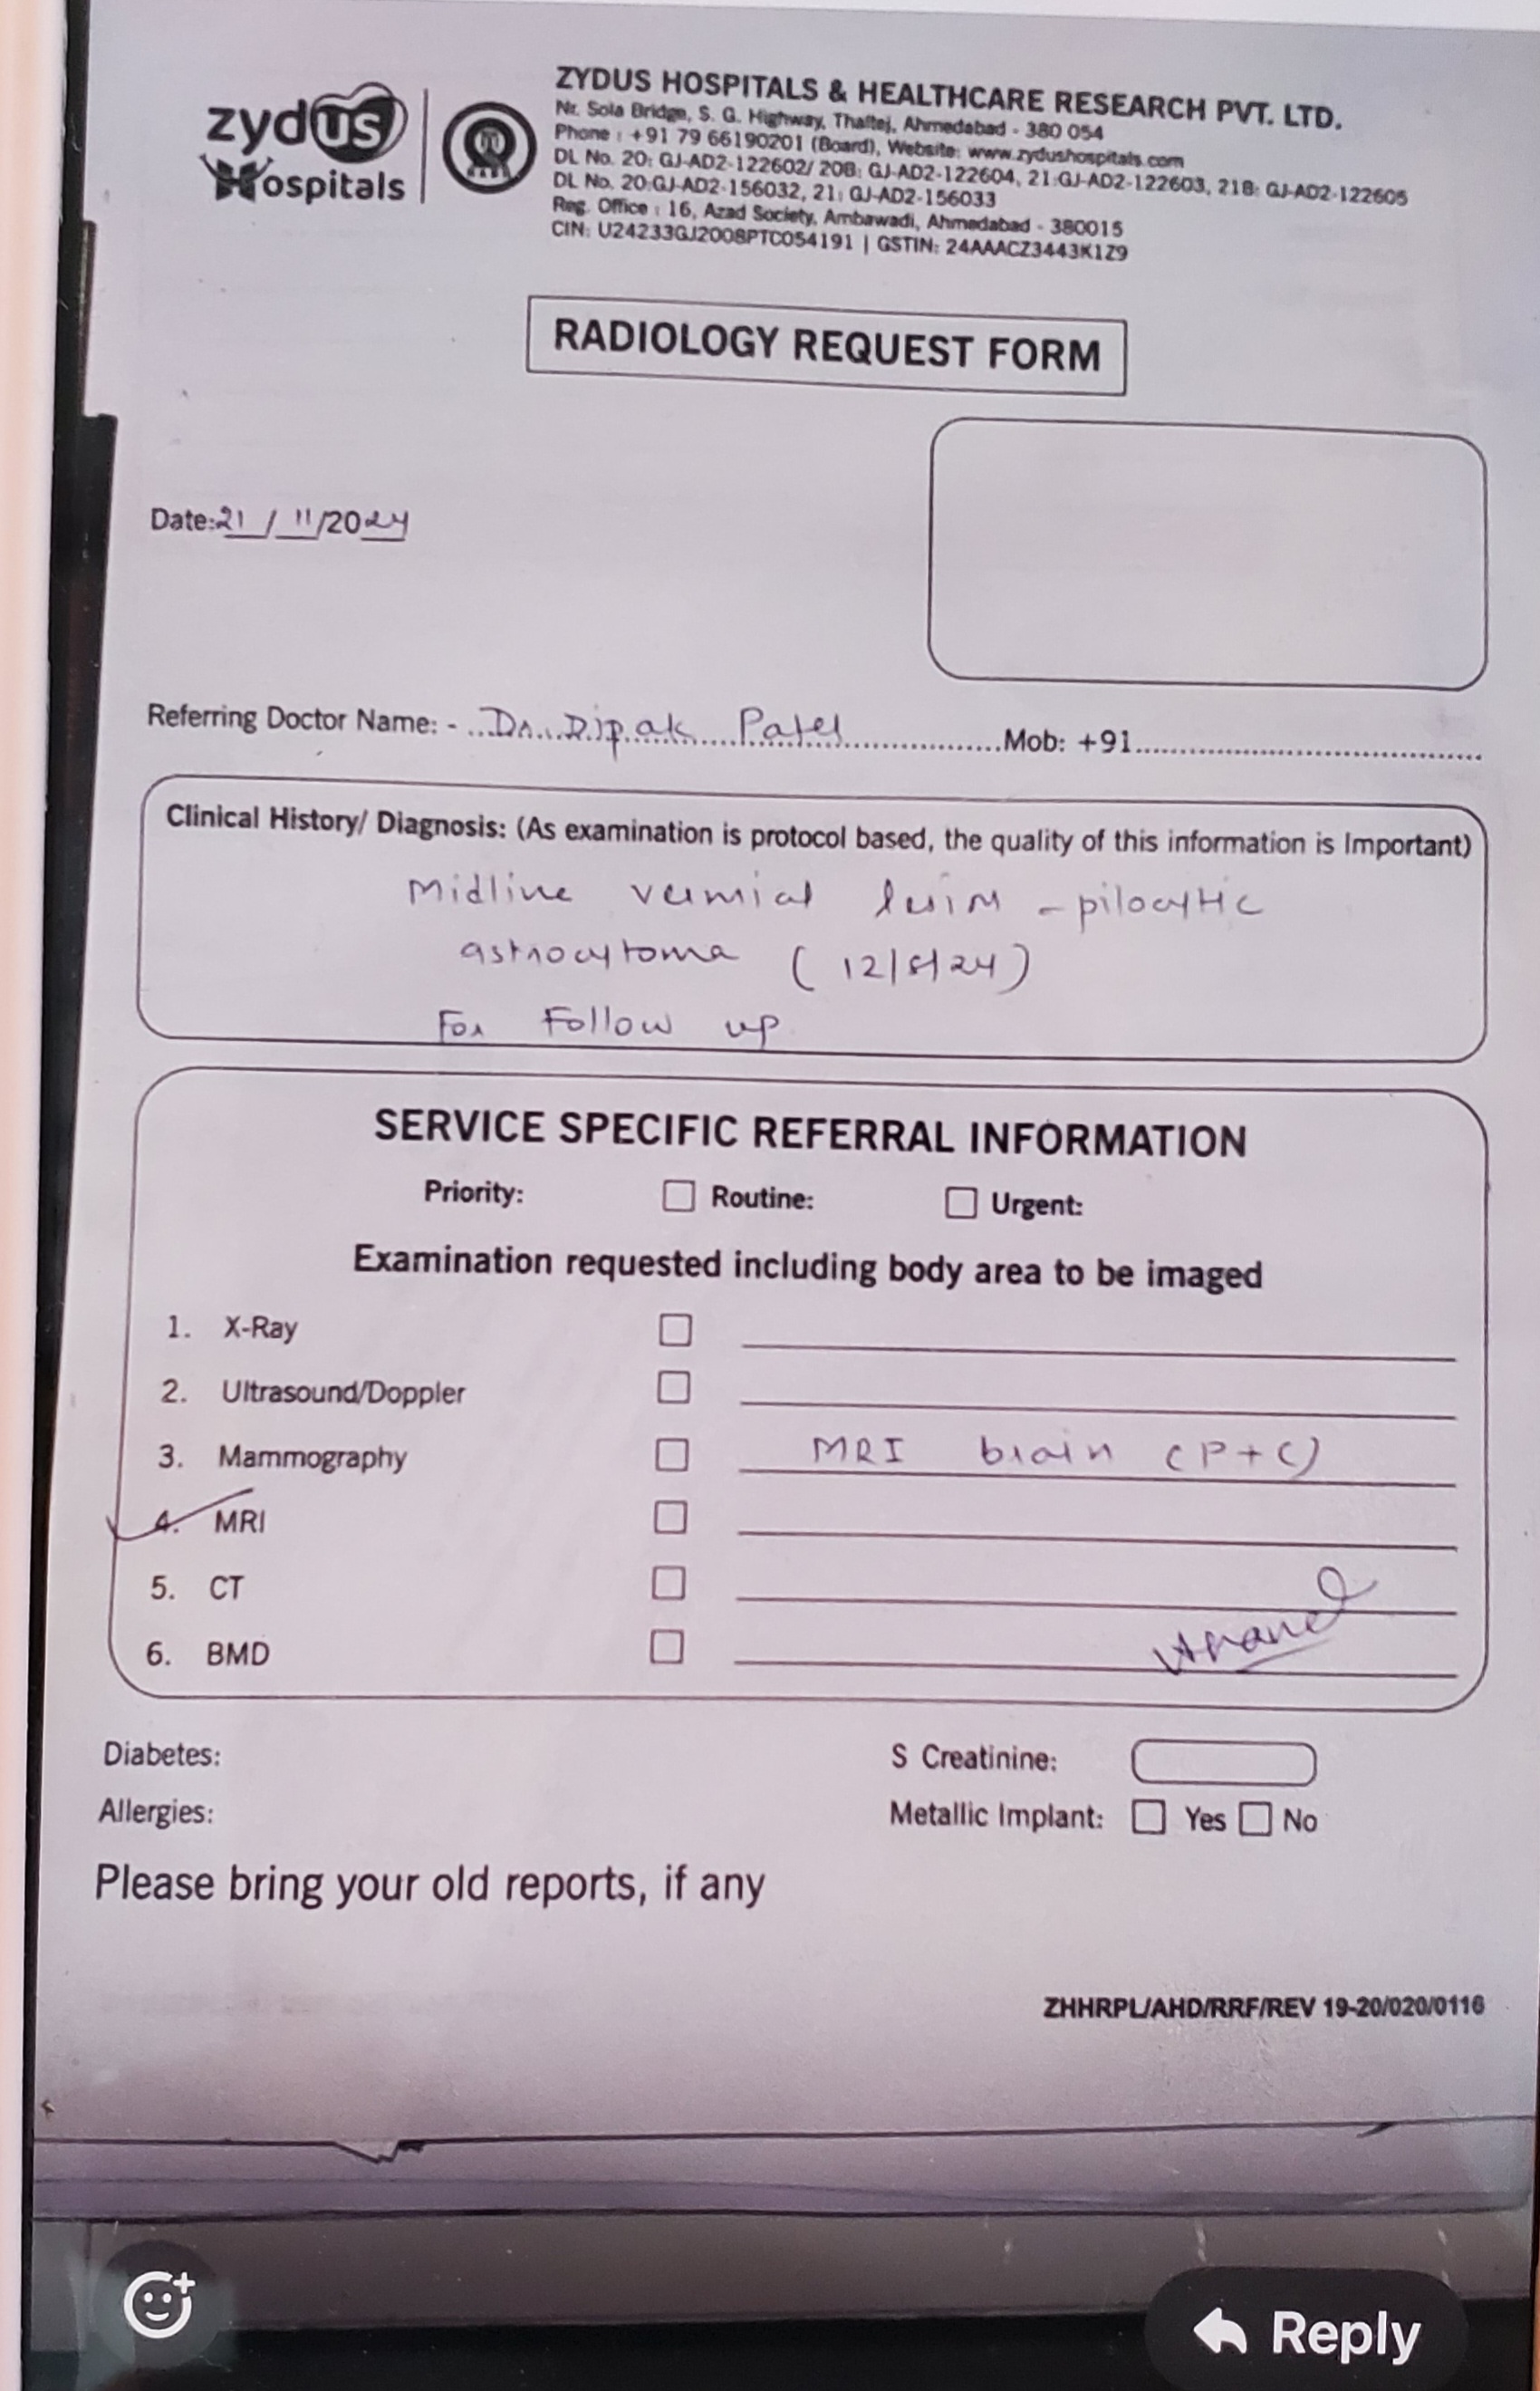 zydus
Hospitals
ZYDUS HOSPITALS & HEALTHCARE RESEARCH PVT. LTD.
Nr. Sola Bridge, S. G. Highway, Thaltej, Ahmedabad - 380 054
Phone : +91 79 66190201 (Board), Website: www.zydushospitals.com
DL No. 20: GJ-AD2-122602/ 20B: GJ-AD2-122604, 21:GJ-AD2-122603, 21B: GJ-AD2-122605
DL No. 20:GJ-AD2-156032, 21: GJ-AD2-156033
Reg. Office : 16, Azad Society, Ambawadi, Ahmedabad - 380015
CIN: U24233GJ2008PTC054191 | GSTIN: 24AAACZ3443K1Z9
RADIOLOGY REQUEST FORM
Date:21 / 11/2024
Referring Doctor Name: - Dr. Dipak Patel Mob: +91
Clinical History/ Diagnosis: (As examination is protocol based, the quality of this information is Important)
Midline vermial lesion - pilocytic
astrocytoma ( 12/8/24 )
For Follow up
SERVICE SPECIFIC REFERRAL INFORMATION
Priority: Routine: Urgent:
Examination requested including body area to be imaged
1. X-Ray
2. Ultrasound/Doppler
3. Mammography MRI brain (P+C)
4. MRI
5. CT
6. BMD
Diabetes: S Creatinine:
Allergies: Metallic Implant: Yes No
Please bring your old reports, if any
ZHHRPL/AHD/RRF/REV 19-20/020/0116
Reply